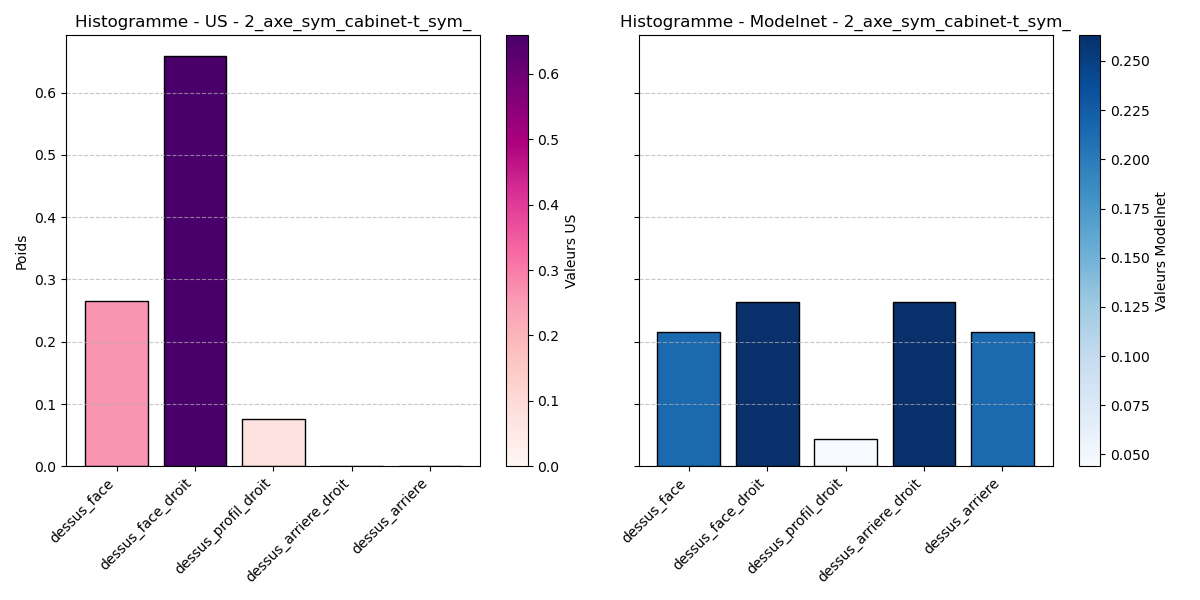 Histogramme - US - 2_axe_sym_cabinet-t_sym_
Poids
0.6
0.5
0.4
0.3
0.2
0.1
0.0
dessus_face
dessus_face_droit
dessus_profil_droit
dessus_arriere_droit
dessus_arriere
0.6
0.5
0.4
0.3
0.2
0.1
0.0
Valeurs US
Histogramme - Modelnet - 2_axe_sym_cabinet-t_sym_
dessus_face
dessus_face_droit
dessus_profil_droit
dessus_arriere_droit
dessus_arriere
0.250
0.225
0.200
0.175
0.150
0.125
0.100
0.075
0.050
Valeurs Modelnet